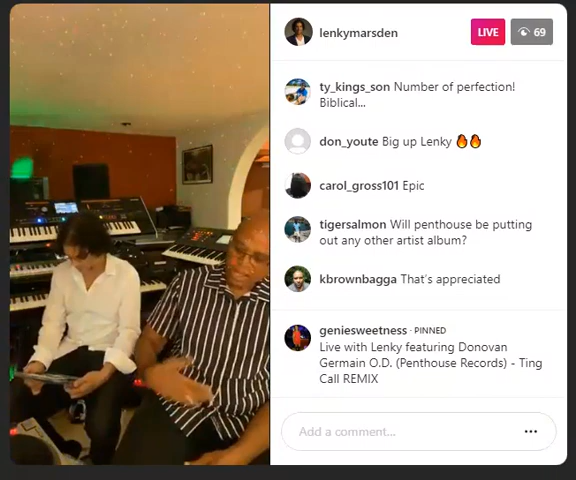 lenkymarsden
LIVE
69
ty_kings_son Number of perfection!
Biblical...
don_youte Big up Lenky 🔥🔥
carol_gross101 Epic
tigersalmon Will penthouse be putting
out any other artist album?
kbrownbagga That's appreciated
geniesweetness · PINNED
Live with Lenky featuring Donovan
Germain O.D. (Penthouse Records) - Ting
Call REMIX
Add a comment...